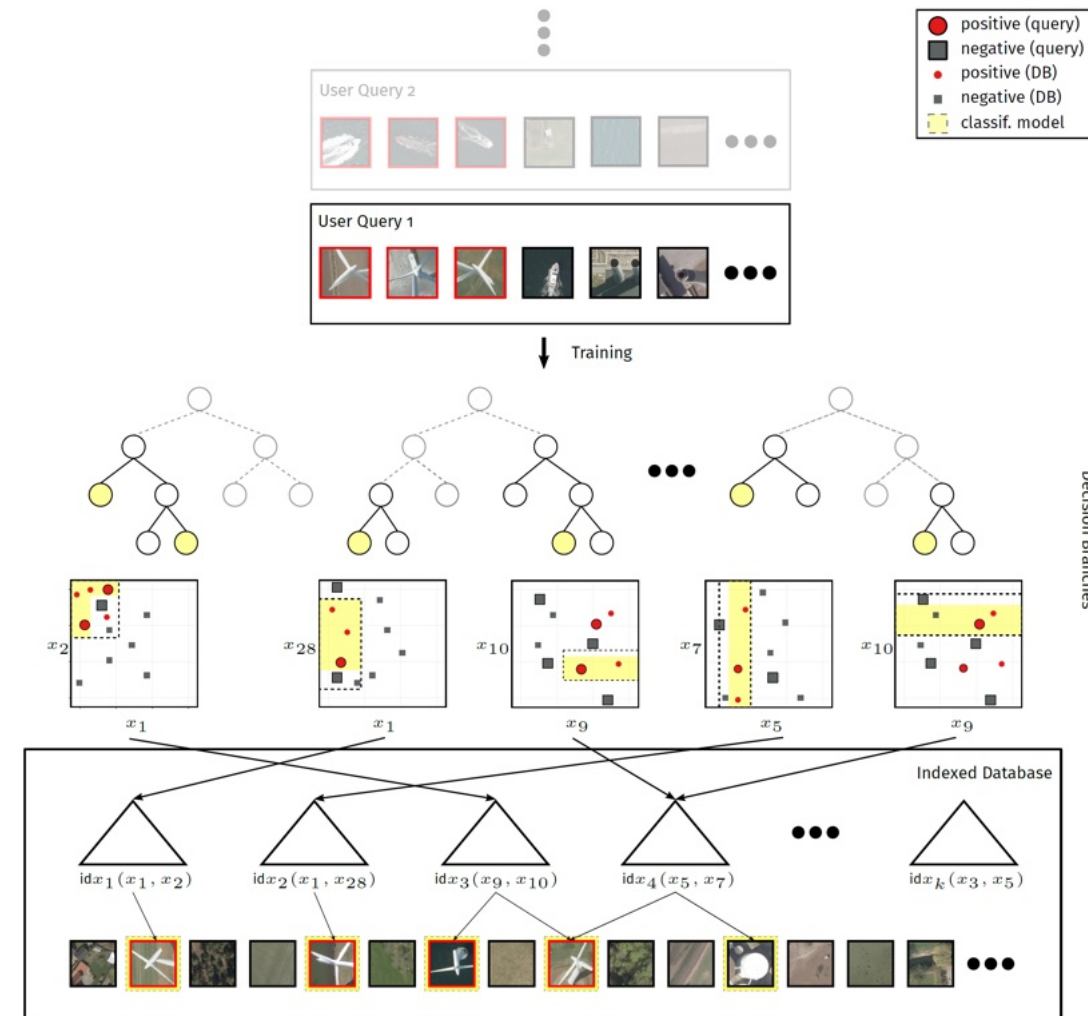 positive (query)
negative (query)
positive (DB)
negative (DB)
classif. model
User Query 2
User Query 1
Training
Decision Branches
x2
x1
x28
x1
x10
x9
x7
x5
x10
x9
Indexed Database
idx1(x1, x2)
idx2(x1, x28)
idx3(x9, x10)
idx4(x5, x7)
idxk(x3, x5)